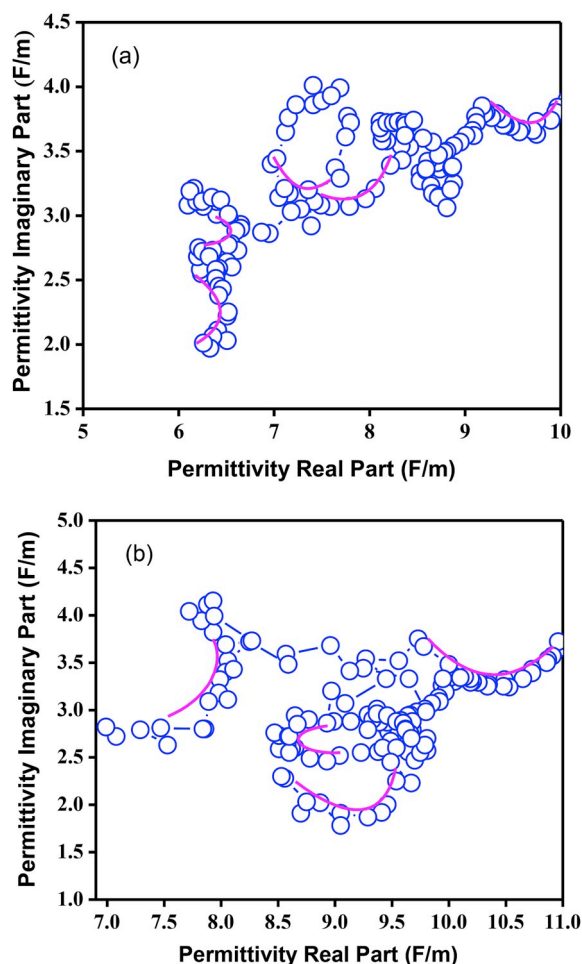 (a)
Permittivity Imaginary Part (F/m)
4.5
4.0
3.5
3.0
2.5
2.0
1.5
5 6 7 8 9 10
Permittivity Real Part (F/m)
(b)
Permittivity Imaginary Part (F/m)
5.0
4.5
4.0
3.5
3.0
2.5
2.0
1.5
1.0
7.0 7.5 8.0 8.5 9.0 9.5 10.0 10.5 11.0
Permittivity Real Part (F/m)